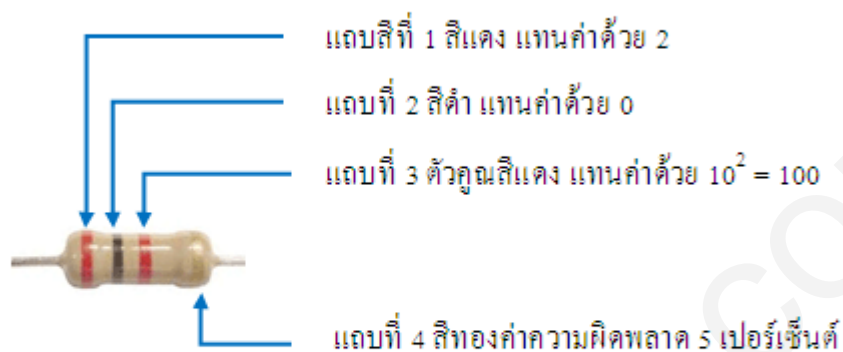 แถบสีที่ 1 สีแดง แทนค่าด้วย 2
แถบที่ 2 สีดำ แทนค่าด้วย 0
แถบที่ 3 ตัวคูณสีแดง แทนค่าด้วย 10² = 100
แถบที่ 4 สีทองค่าความผิดพลาด 5 เปอร์เซ็นต์